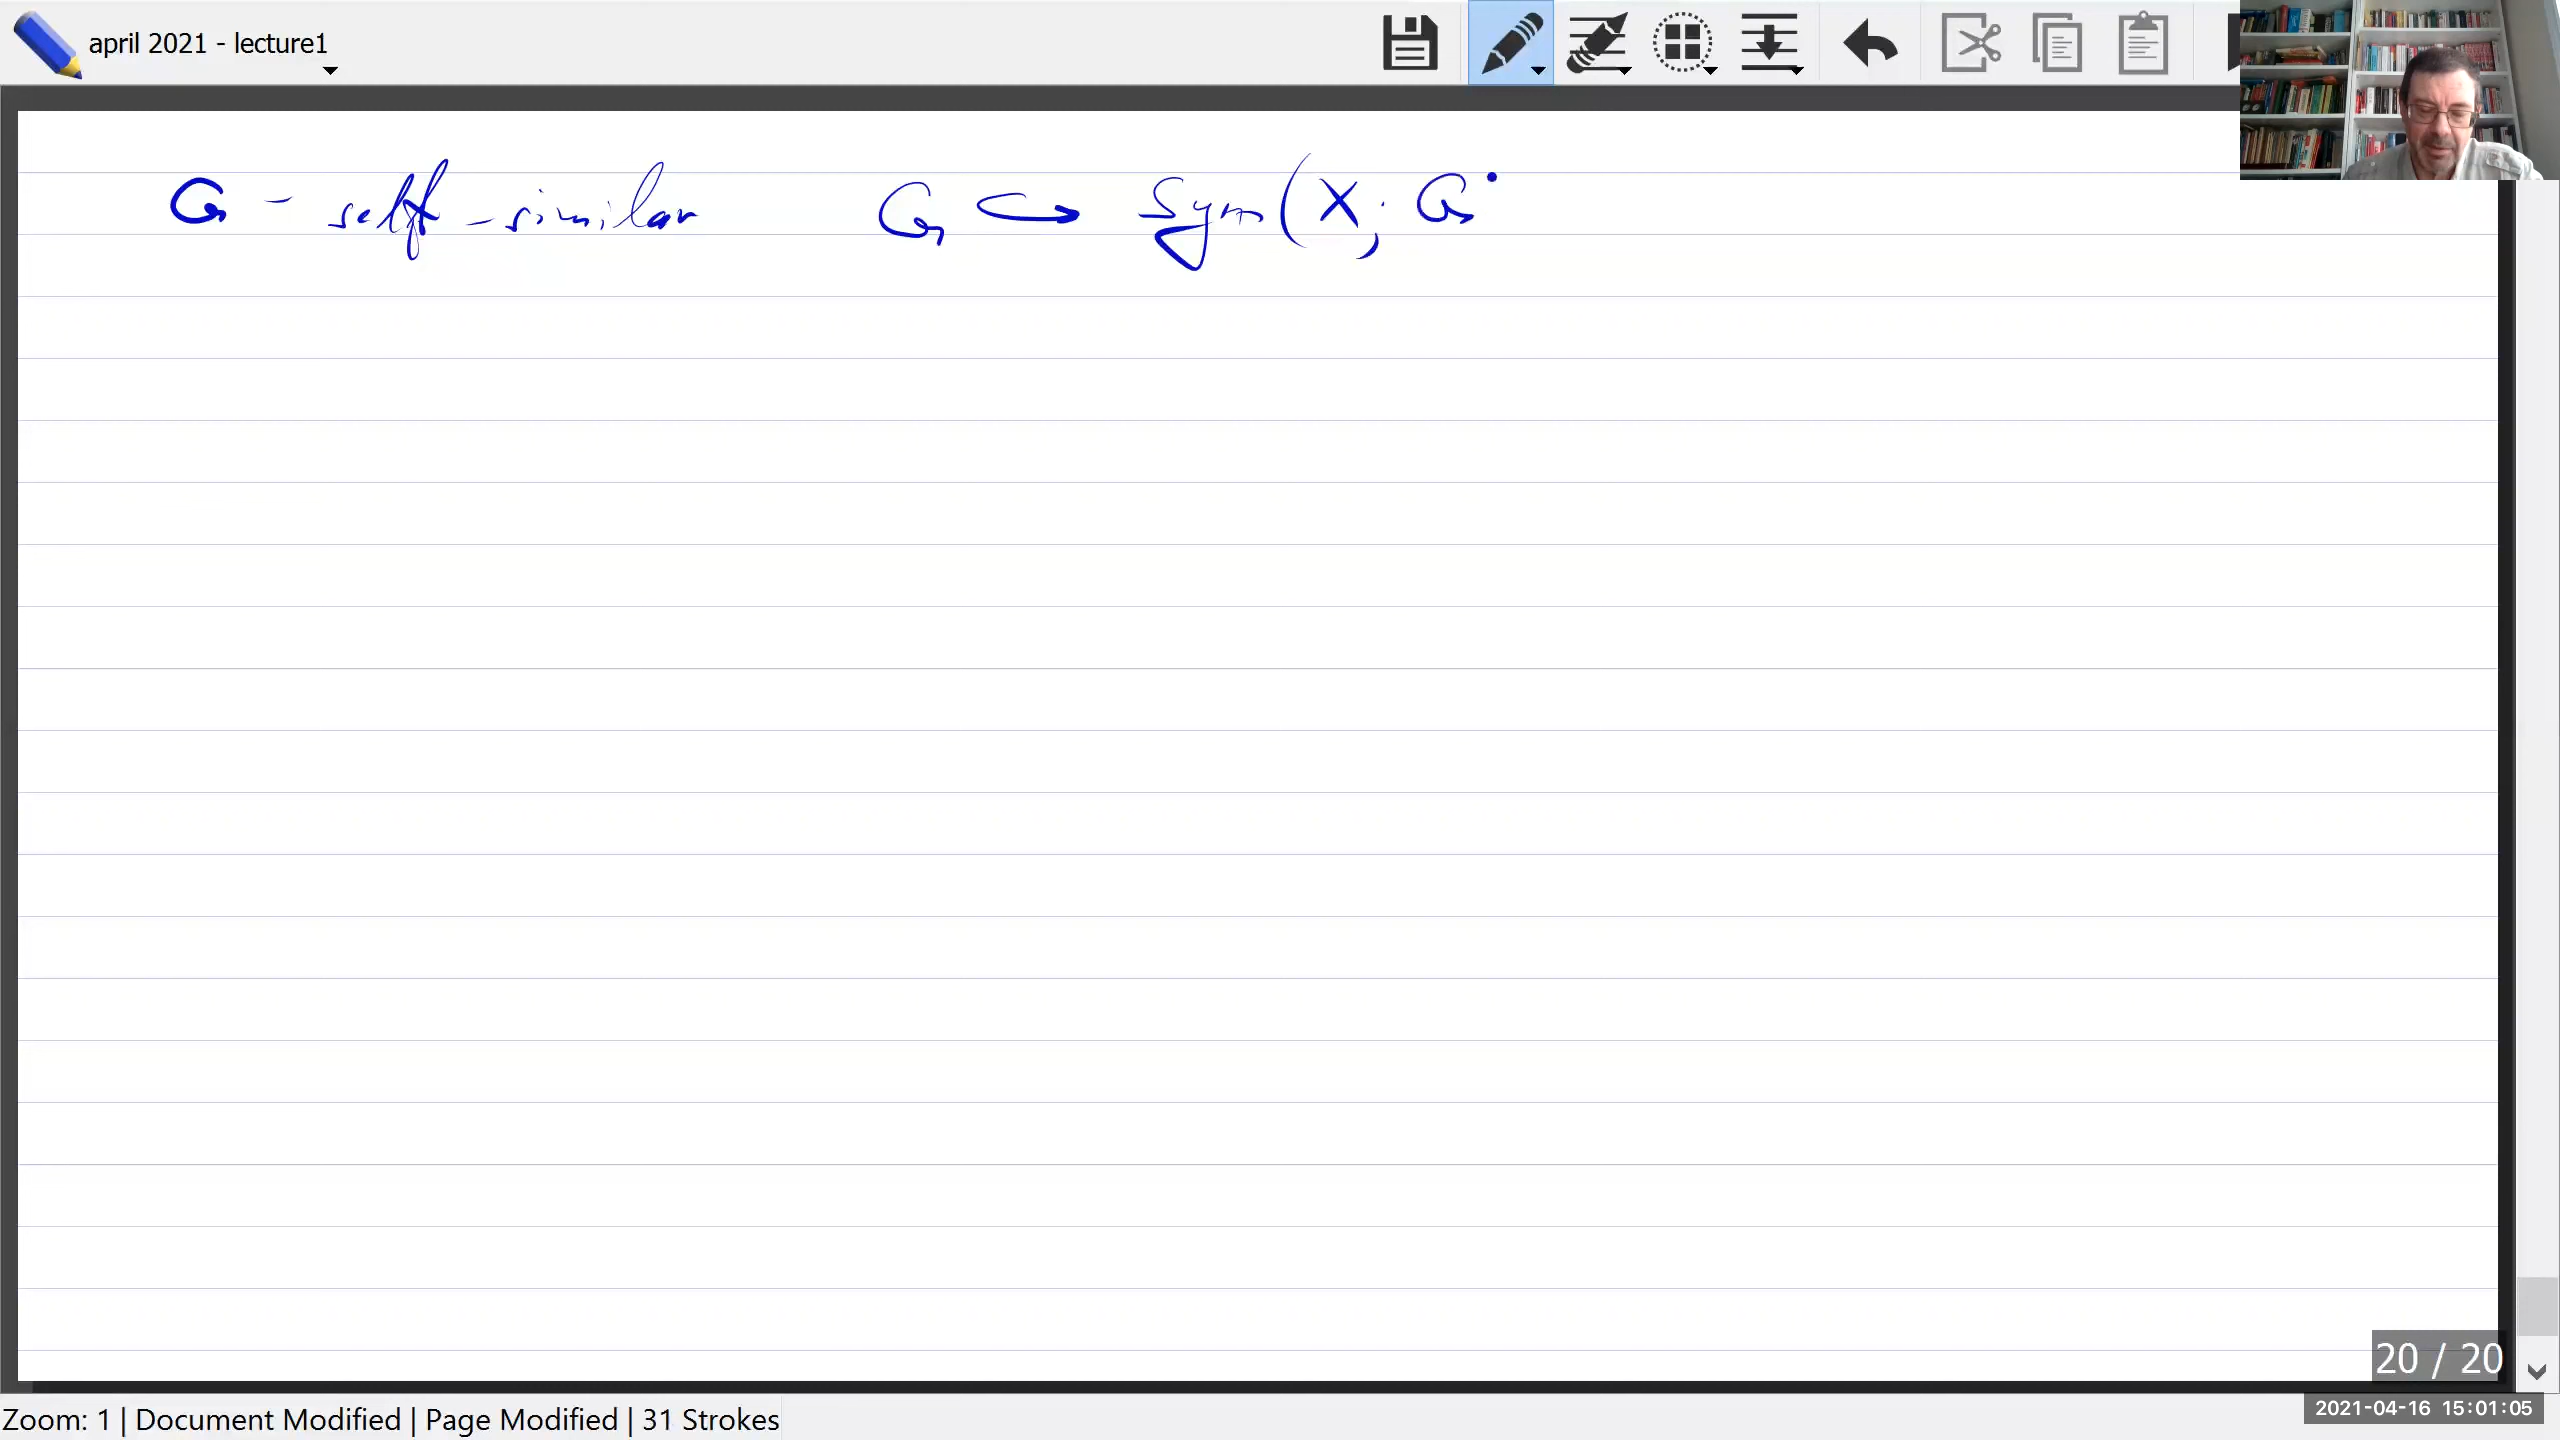 april 2021 - lecture1
G - self-similar G ↪ Sym(X; G
20 / 20
Zoom: 1 | Document Modified | Page Modified | 31 Strokes
2021-04-16 15:01:05